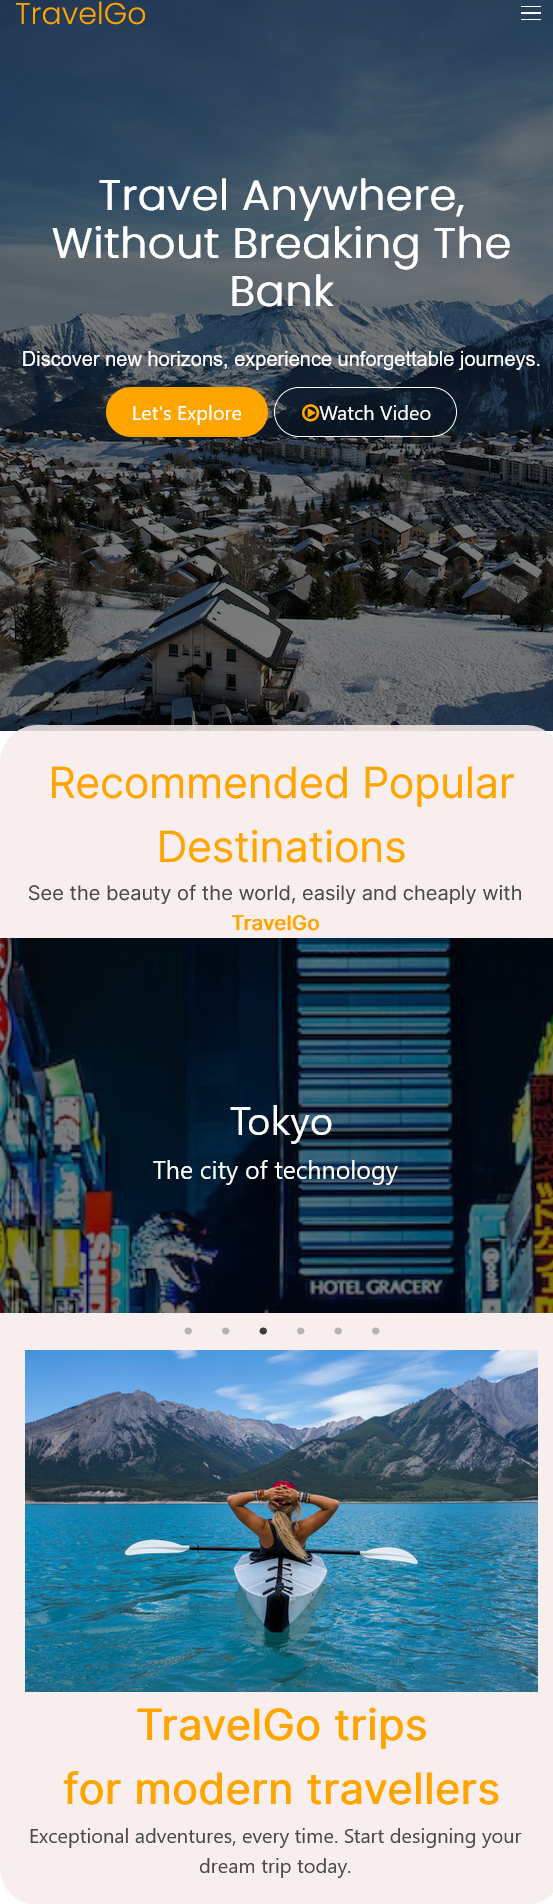 TravelGo
Travel Anywhere,
Without Breaking The
Bank
Discover new horizons, experience unforgettable journeys.
Let's Explore
Watch Video
Recommended Popular
Destinations
See the beauty of the world, easily and cheaply with
TravelGo
Tokyo
The city of technology
HOTEL GRACERY
TravelGo trips
for modern travellers
Exceptional adventures, every time. Start designing your
dream trip today.